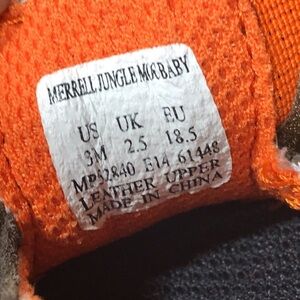 MERRELL JUNGLE MOC BABY
US UK EU
3M 2.5 18.5
MP52840 E14 61448
LEATHER UPPER
MADE IN CHINA